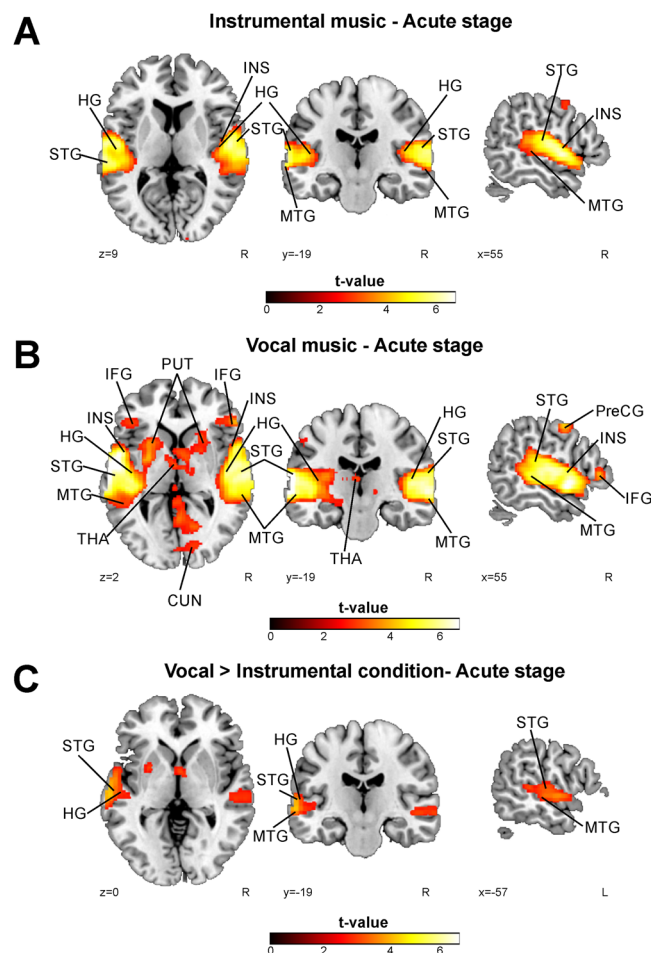 A
Instrumental music - Acute stage
INS
HG
HG
STG
STG
HG
STG
MTG
MTG
STG
INS
MTG
z=9
R
y=-19
R
x=55
R
t-value
0 2 4 6
B
Vocal music - Acute stage
PUT
IFG
IFG
INS
INS
HG
HG
STG
STG
MTG
MTG
THA
CUN
HG
STG
MTG
THA
STG
PreCG
INS
IFG
MTG
z=2
R
y=-19
R
x=55
R
t-value
0 2 4 6
C
Vocal > Instrumental condition- Acute stage
STG
HG
HG
STG
MTG
STG
MTG
z=0
R
y=-19
R
x=-57
L
t-value
0 2 4 6